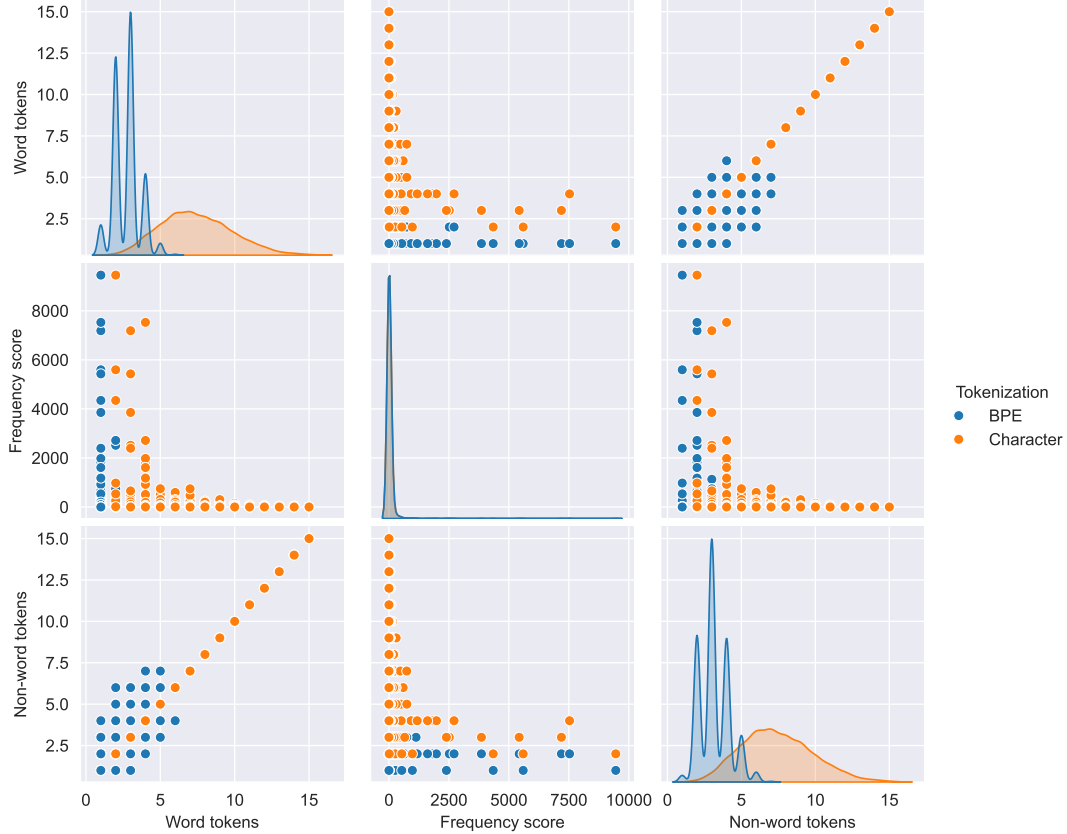 15.0
12.5
10.0
7.5
5.0
2.5
Word tokens
8000
6000
4000
2000
0
Frequency score
Tokenization
BPE
Character
15.0
12.5
10.0
7.5
5.0
2.5
Non-word tokens
0 5 10 15
0 2500 5000 7500 10000
0 5 10 15
Word tokens
Frequency score
Non-word tokens